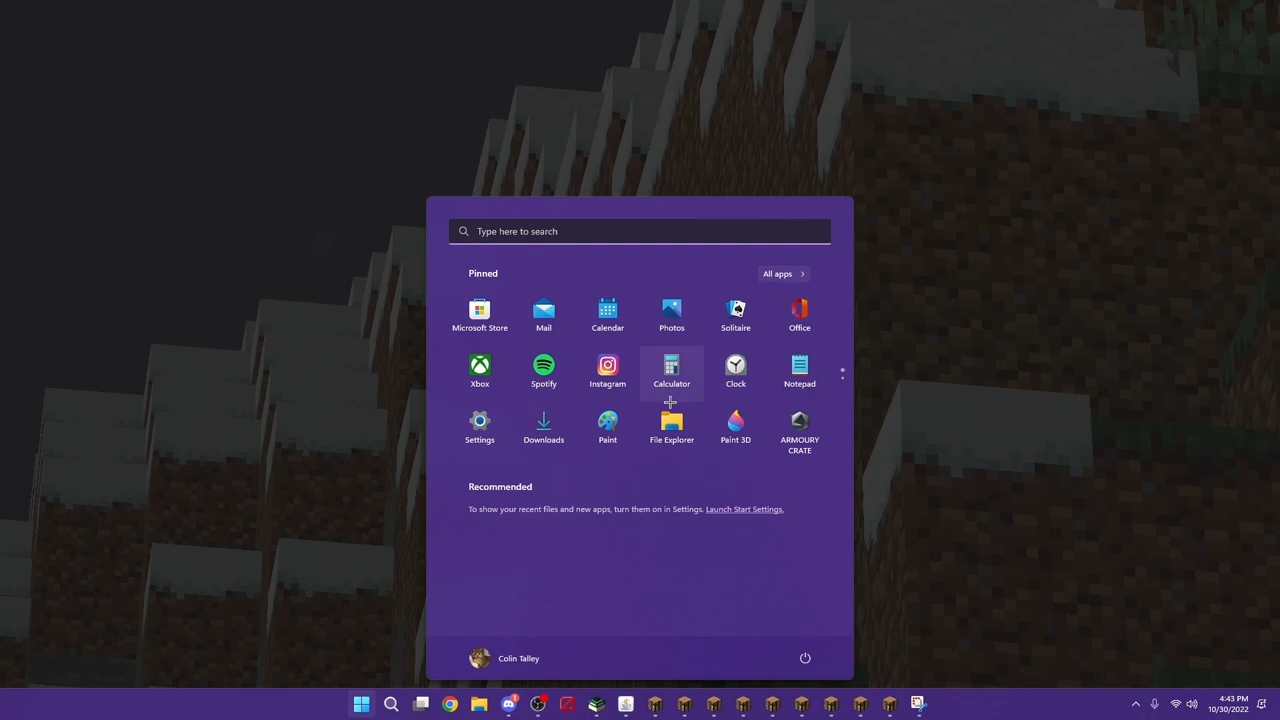 Type here to search
Pinned
All apps
Microsoft Store
Mail
Calendar
Photos
Solitaire
Office
Xbox
Spotify
Instagram
Calculator
Clock
Notepad
Settings
Downloads
Paint
File Explorer
Paint 3D
ARMOURY
CRATE
Recommended
To show your recent files and new apps, turn them on in Settings. Launch Start Settings.
Colin Talley
1
4:43 PM
10/30/2022